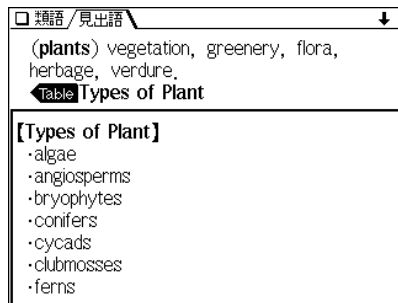 類語/見出語
(plants) vegetation, greenery, flora,
herbage, verdure.
Table Types of Plant
【Types of Plant】
·algae
·angiosperms
·bryophytes
·conifers
·cycads
·clubmosses
·ferns